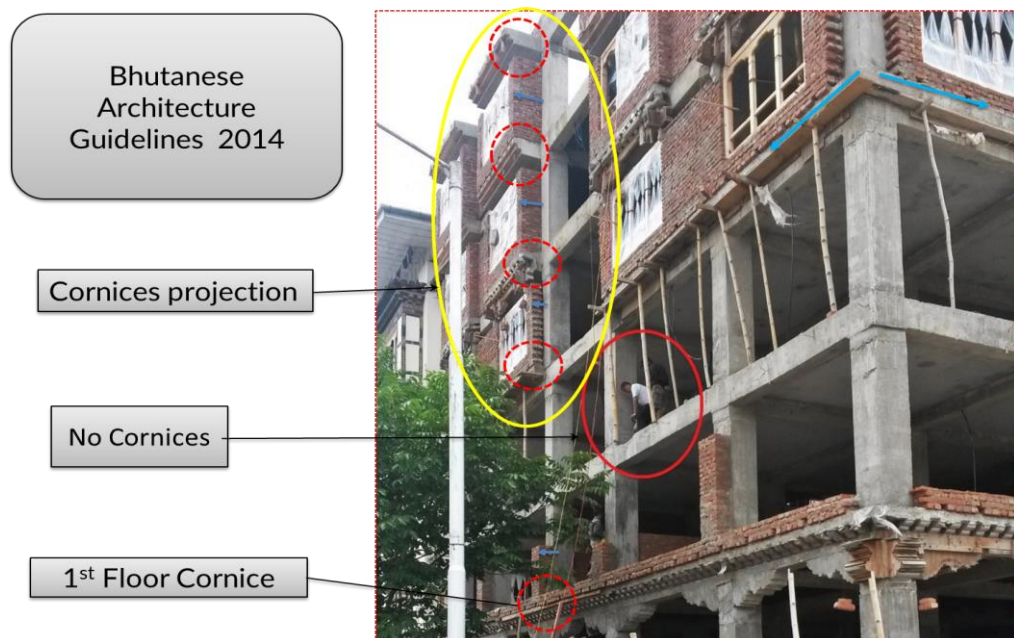 Bhutanese
Architecture
Guidelines 2014
Cornices projection
No Cornices
1st Floor Cornice